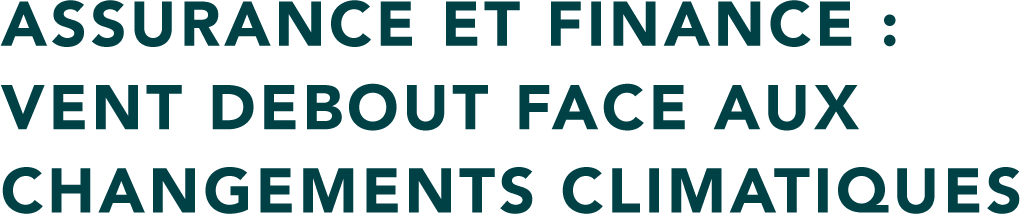 ASSURANCE ET FINANCE :
VENT DEBOUT FACE AUX
CHANGEMENTS CLIMATIQUES